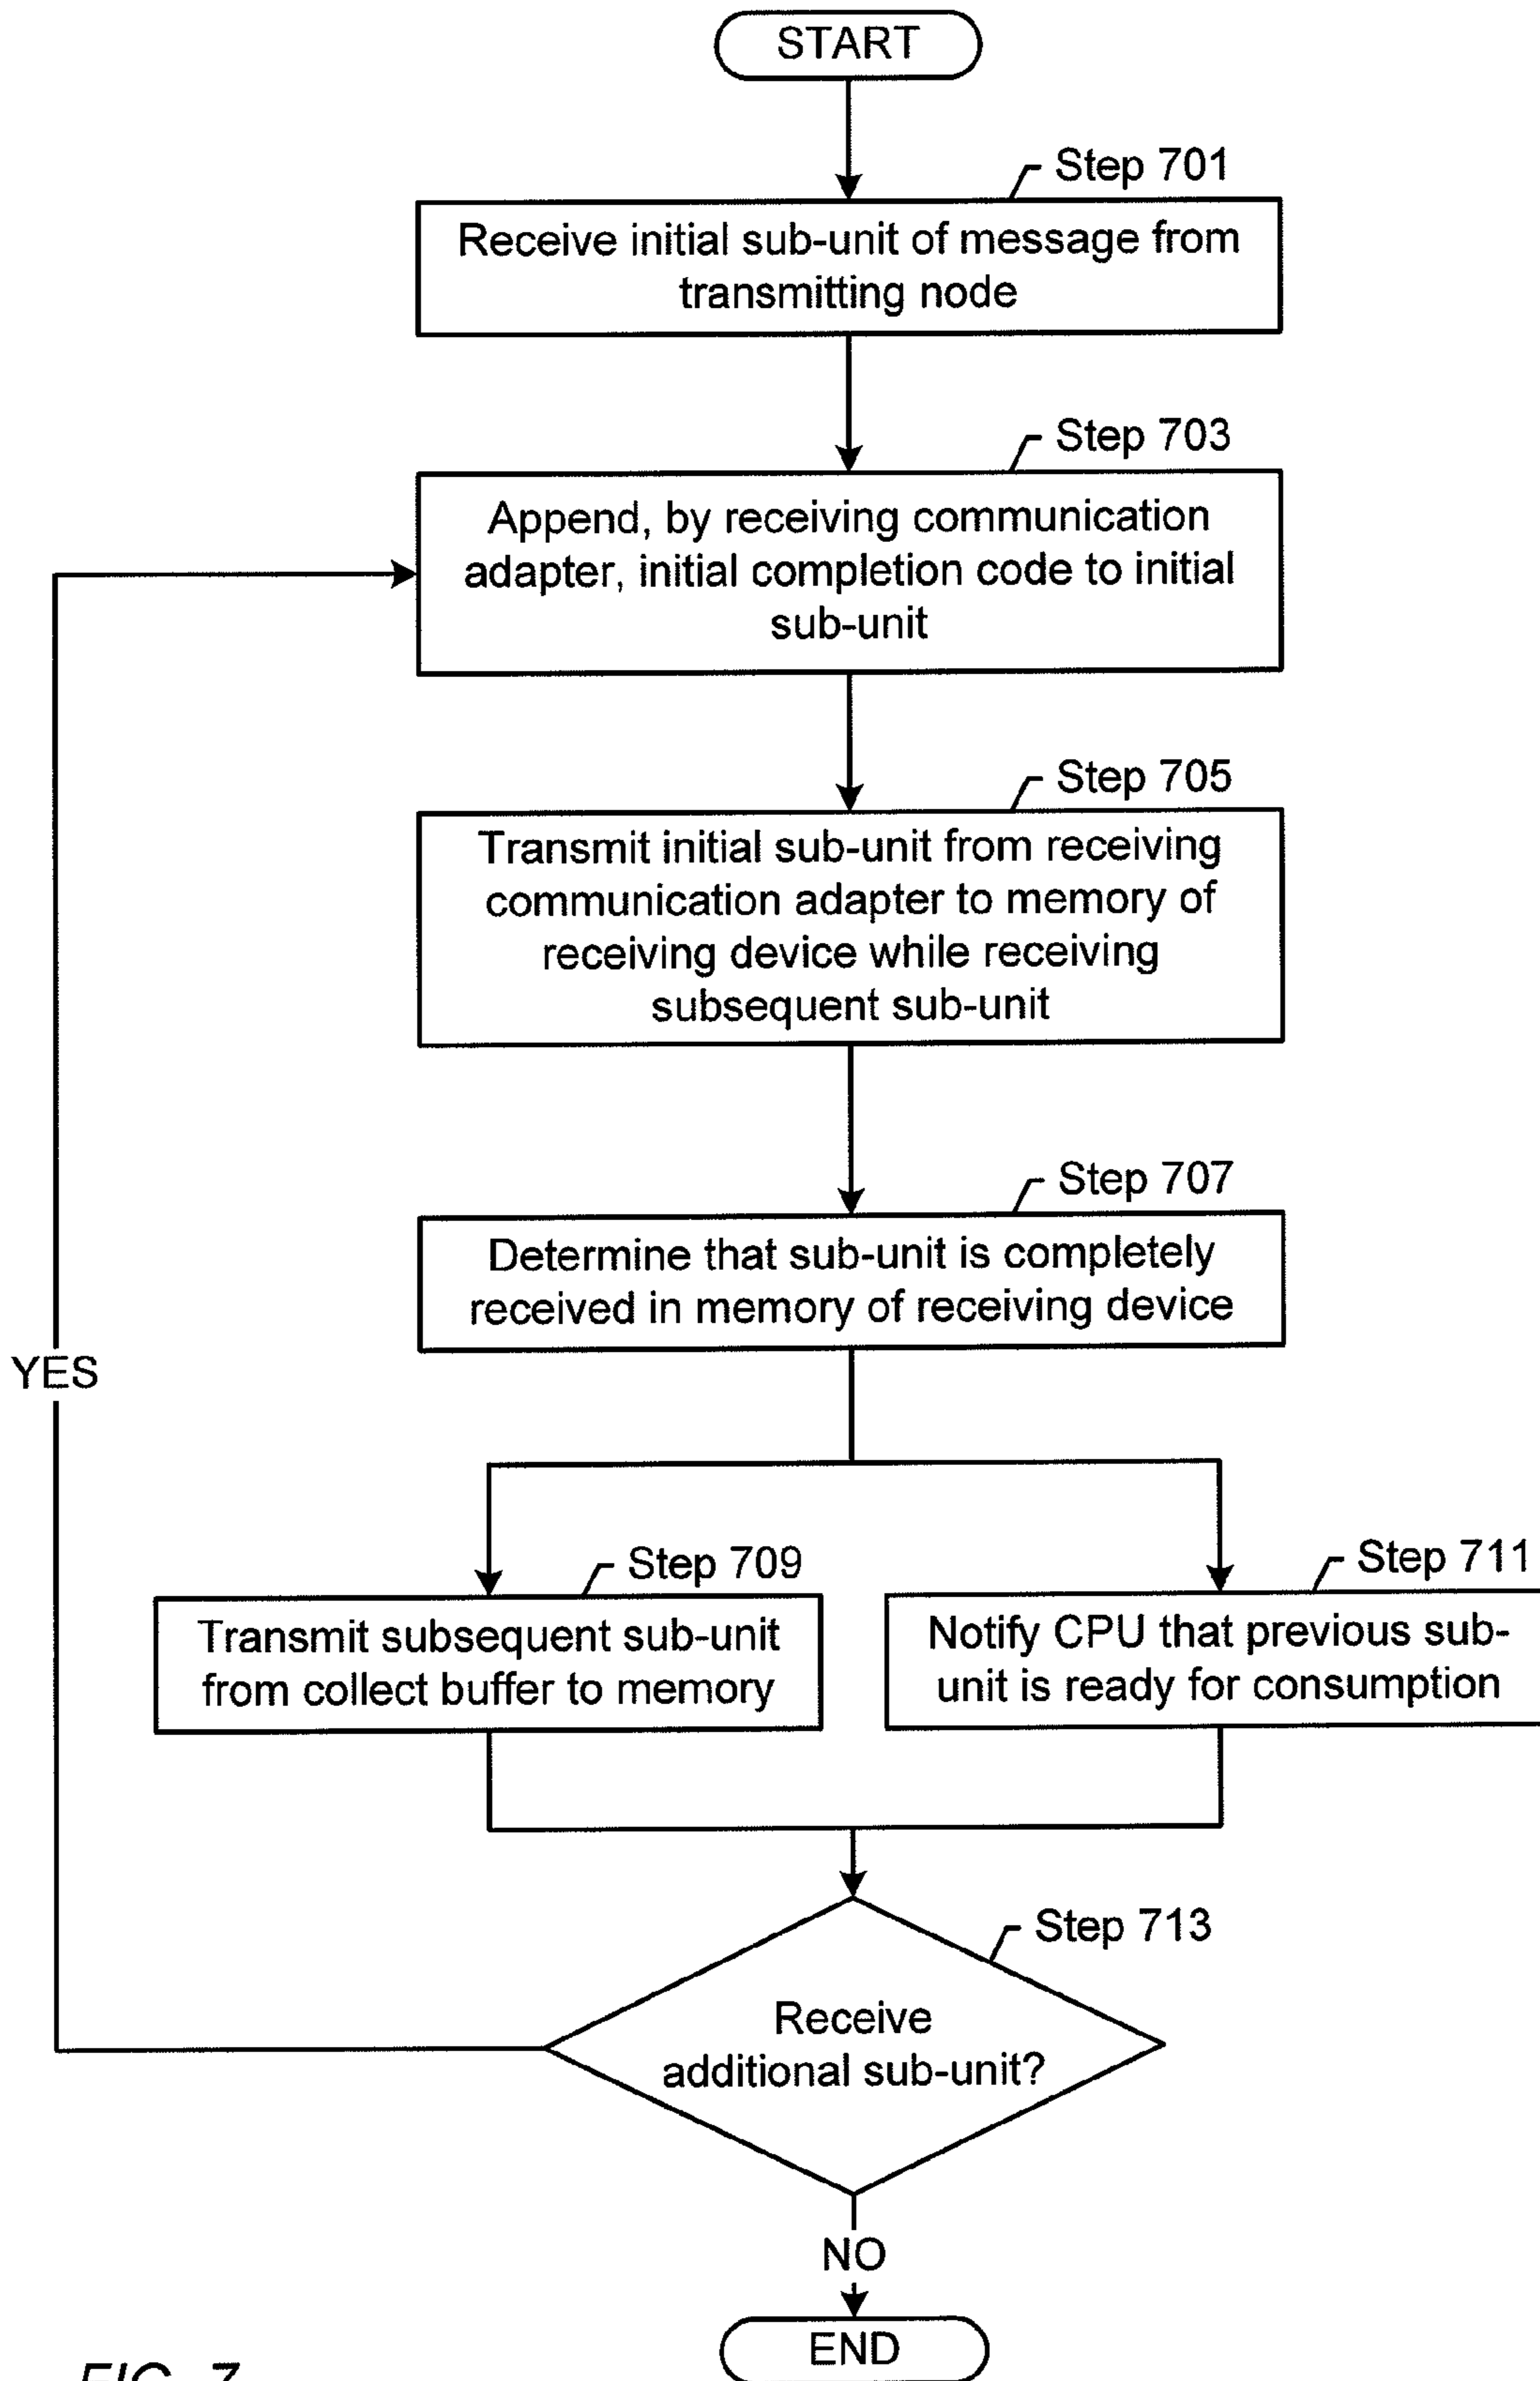 START
Step 701
Receive initial sub-unit of message from
transmitting node
Step 703
Append, by receiving communication
adapter, initial completion code to initial
sub-unit
Step 705
Transmit initial sub-unit from receiving
communication adapter to memory of
receiving device while receiving
subsequent sub-unit
Step 707
Determine that sub-unit is completely
received in memory of receiving device
YES
Step 709
Transmit subsequent sub-unit
from collect buffer to memory
Step 711
Notify CPU that previous sub-
unit is ready for consumption
Step 713
Receive
additional sub-unit?
NO
END
FIG. 7